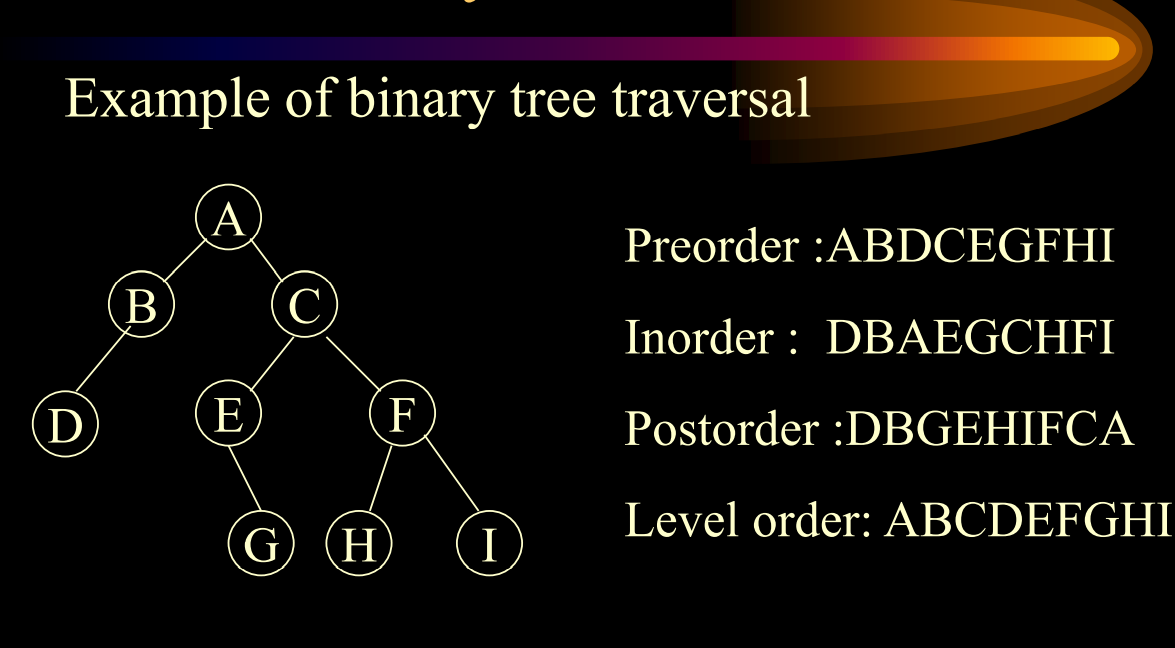 Example of binary tree traversal
A
B
C
D
E
F
G
H
I
Preorder :ABDCEGFHI
Inorder : DBAEGCHFI
Postorder :DBGEHIFCA
Level order: ABCDEFGHI